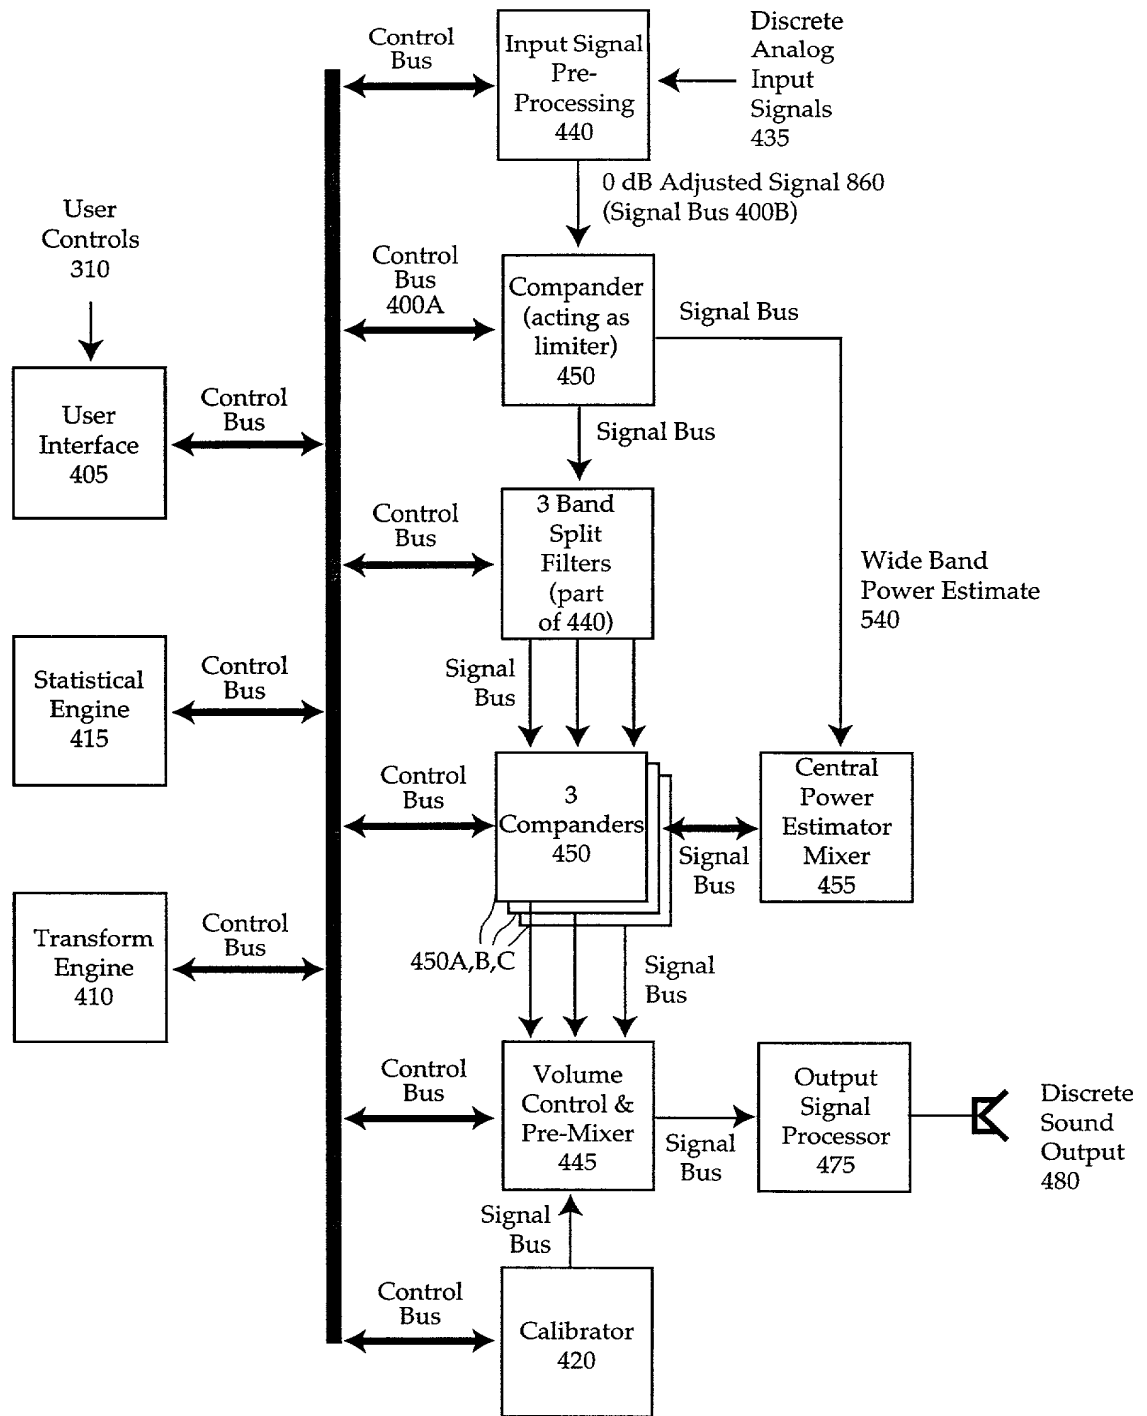 Control
Bus
Input Signal
Pre-
Processing
440
Discrete
Analog
Input
Signals
435
0 dB Adjusted Signal 860
(Signal Bus 400B)
User
Controls
310
Control
Bus
400A
Compander
(acting as
limiter)
450
Signal Bus
User
Interface
405
Control
Bus
Signal Bus
Control
Bus
3 Band
Split
Filters
(part
of 440)
Wide Band
Power Estimate
540
Signal
Bus
Statistical
Engine
415
Control
Bus
Control
Bus
3
Companders
450
Signal
Bus
Central
Power
Estimator
Mixer
455
Transform
Engine
410
Control
Bus
450A,B,C
Signal
Bus
Control
Bus
Volume
Control &
Pre-Mixer
445
Signal
Bus
Output
Signal
Processor
475
Discrete
Sound
Output
480
Signal
Bus
Control
Bus
Calibrator
420